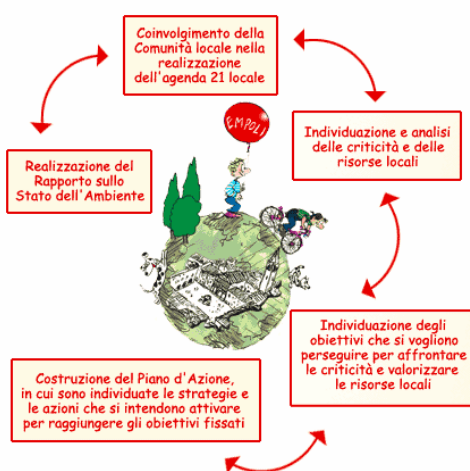 Coinvolgimento della
Comunità locale nella
realizzazione
dell'agenda 21 locale
EMPOLI
Individuazione e analisi
delle criticità e delle
risorse locali
Realizzazione del
Rapporto sullo
Stato dell'Ambiente
Individuazione degli
obiettivi che si vogliono
perseguire per affrontare
le criticità e valorizzare
le risorse locali
Costruzione del Piano d'Azione,
in cui sono individuate le strategie e
le azioni che si intendono attivare
per raggiungere gli obiettivi fissati